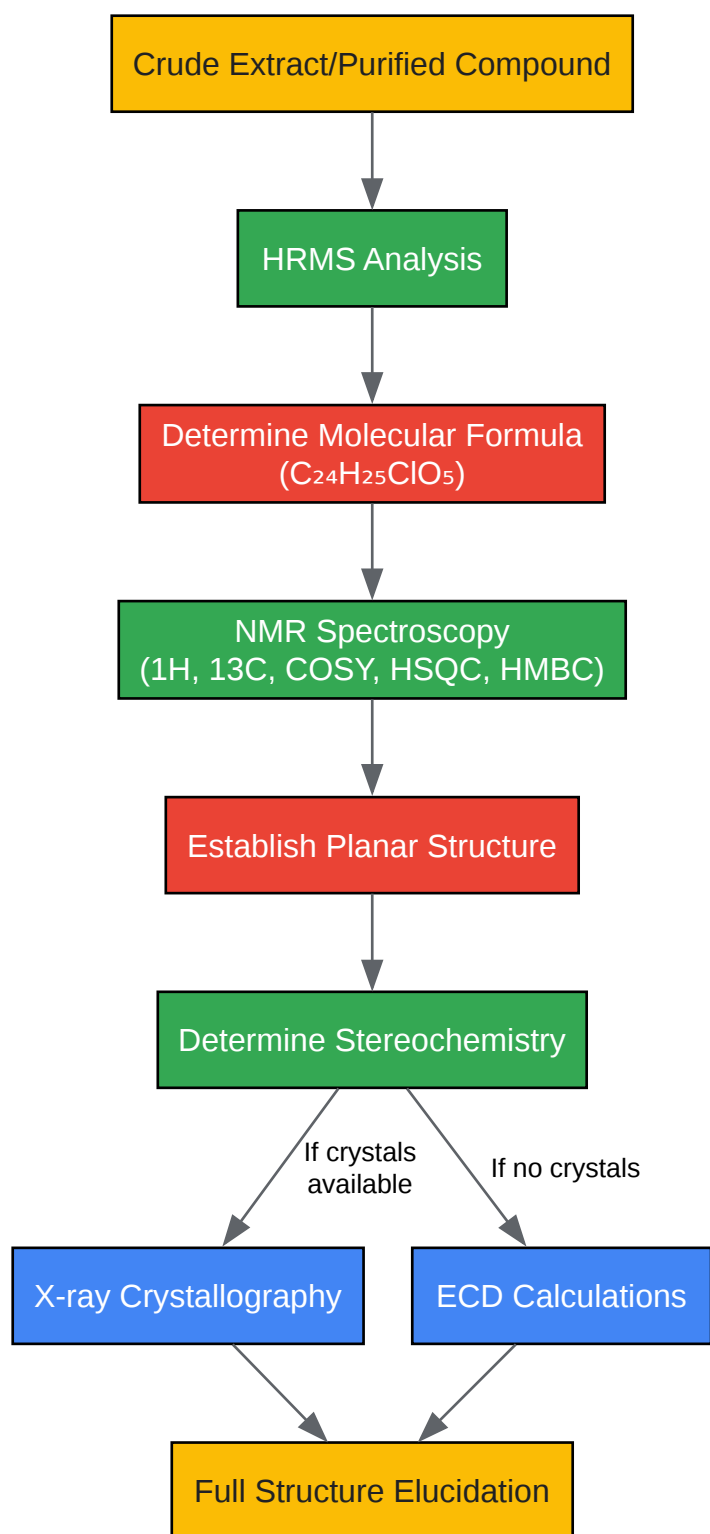 Crude Extract/Purified Compound
HRMS Analysis
Determine Molecular Formula
(C₂₄H₂₅ClO₅)
NMR Spectroscopy
(1H, 13C, COSY, HSQC, HMBC)
Establish Planar Structure
Determine Stereochemistry
If crystals
available
If no crystals
X-ray Crystallography
ECD Calculations
Full Structure Elucidation